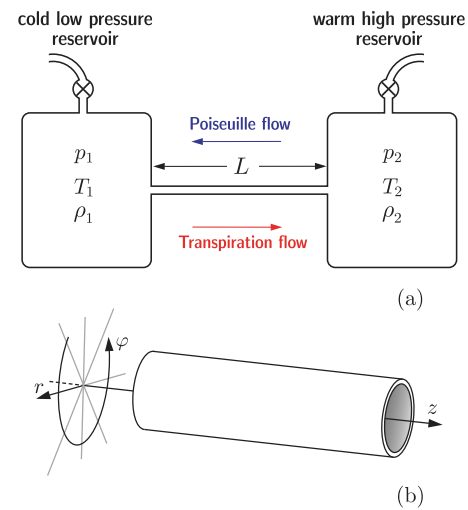 cold low pressure
reservoir
warm high pressure
reservoir
Poiseuille flow
L
p₁
T₁
ρ₁
p₂
T₂
ρ₂
Transpiration flow
(a)
φ
r
z
(b)